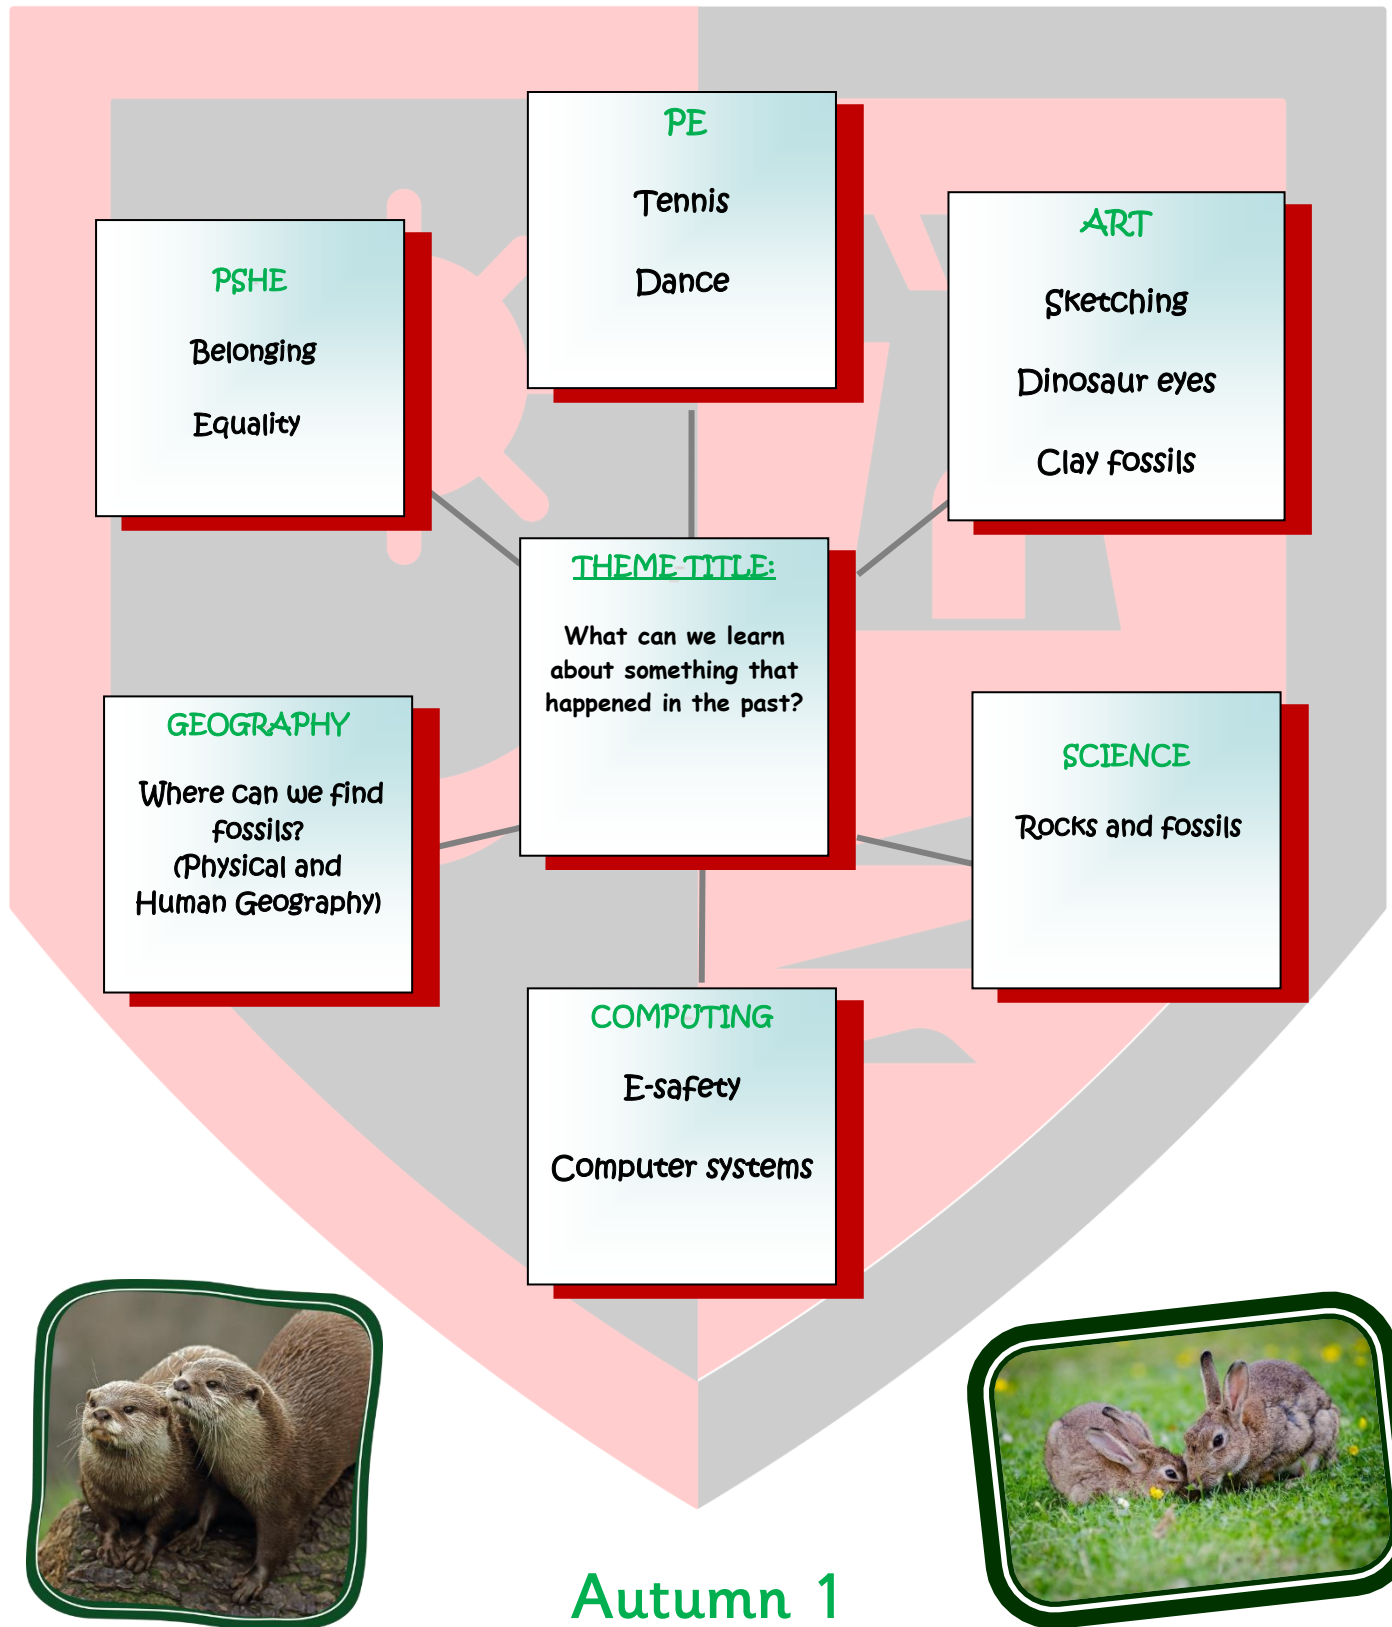 PE
Tennis
Dance
ART
Sketching
Dinosaur eyes
Clay fossils
PSHE
Belonging
Equality
THEME TITLE:
What can we learn
about something that
happened in the past?
GEOGRAPHY
Where can we find
fossils?
(Physical and
Human Geography)
SCIENCE
Rocks and fossils
COMPUTING
E-safety
Computer systems
Autumn 1